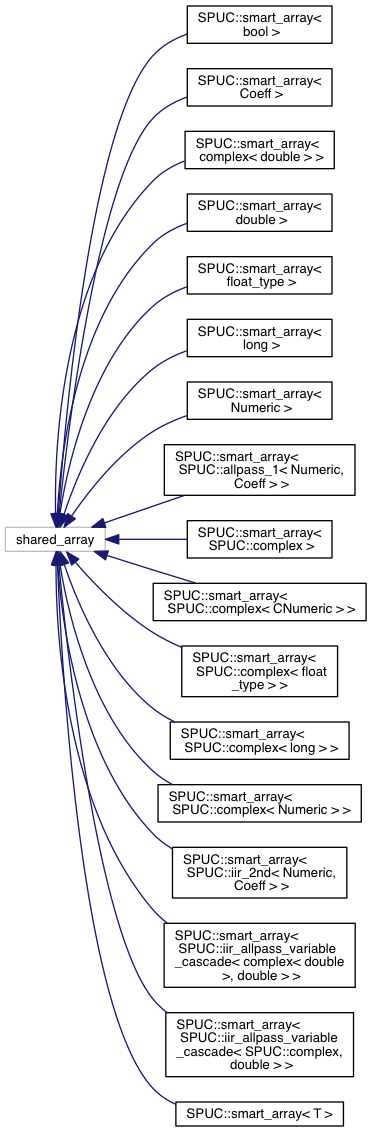 SPUC::smart_array<
bool >
SPUC::smart_array<
Coeff >
SPUC::smart_array<
complex< double > >
SPUC::smart_array<
double >
SPUC::smart_array<
float_type >
SPUC::smart_array<
long >
SPUC::smart_array<
Numeric >
SPUC::smart_array<
SPUC::allpass_1< Numeric,
Coeff > >
shared_array
SPUC::smart_array<
SPUC::complex >
SPUC::smart_array<
SPUC::complex< CNumeric > >
SPUC::smart_array<
SPUC::complex< float
_type > >
SPUC::smart_array<
SPUC::complex< long > >
SPUC::smart_array<
SPUC::complex< Numeric > >
SPUC::smart_array<
SPUC::iir_2nd< Numeric,
Coeff > >
SPUC::smart_array<
SPUC::iir_allpass_variable
_cascade< complex< double
>, double > >
SPUC::smart_array<
SPUC::iir_allpass_variable
_cascade< SPUC::complex,
double > >
SPUC::smart_array< T >